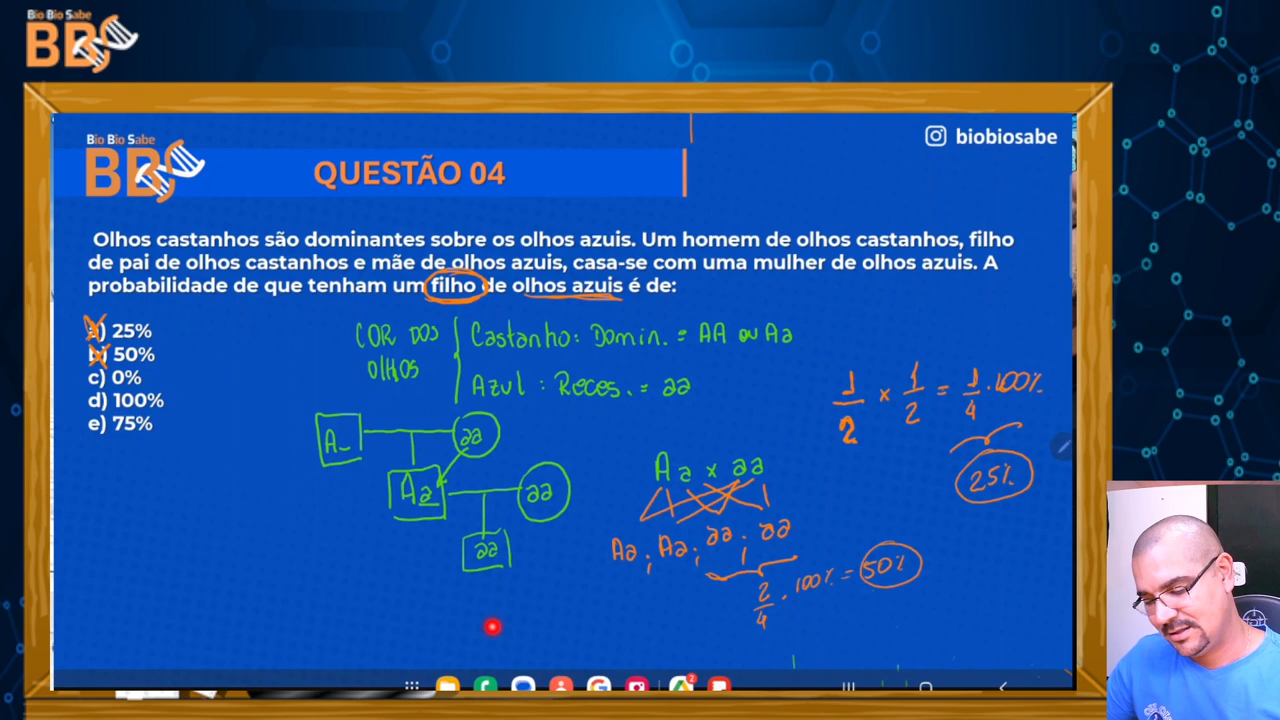 Bio Bio Sabe
BBS
Bio Bio Sabe
BBS
biobiosabe
QUESTÃO 04
Olhos castanhos são dominantes sobre os olhos azuis. Um homem de olhos castanhos, filho
de pai de olhos castanhos e mãe de olhos azuis, casa-se com uma mulher de olhos azuis. A
probabilidade de que tenham um filho de olhos azuis é de:
a) 25%
b) 50%
c) 0%
d) 100%
e) 75%
COR DOS
OLHOS
Castanho: Domin. = AA ou Aa
Azul : Reces. = aa
1/2 x 1/2 = 1/4 . 100%
25%
A_ aa
Aa aa
aa
Aa x aa
Aa ; Aa ; aa ; aa
2/4 . 100% = 50%
2